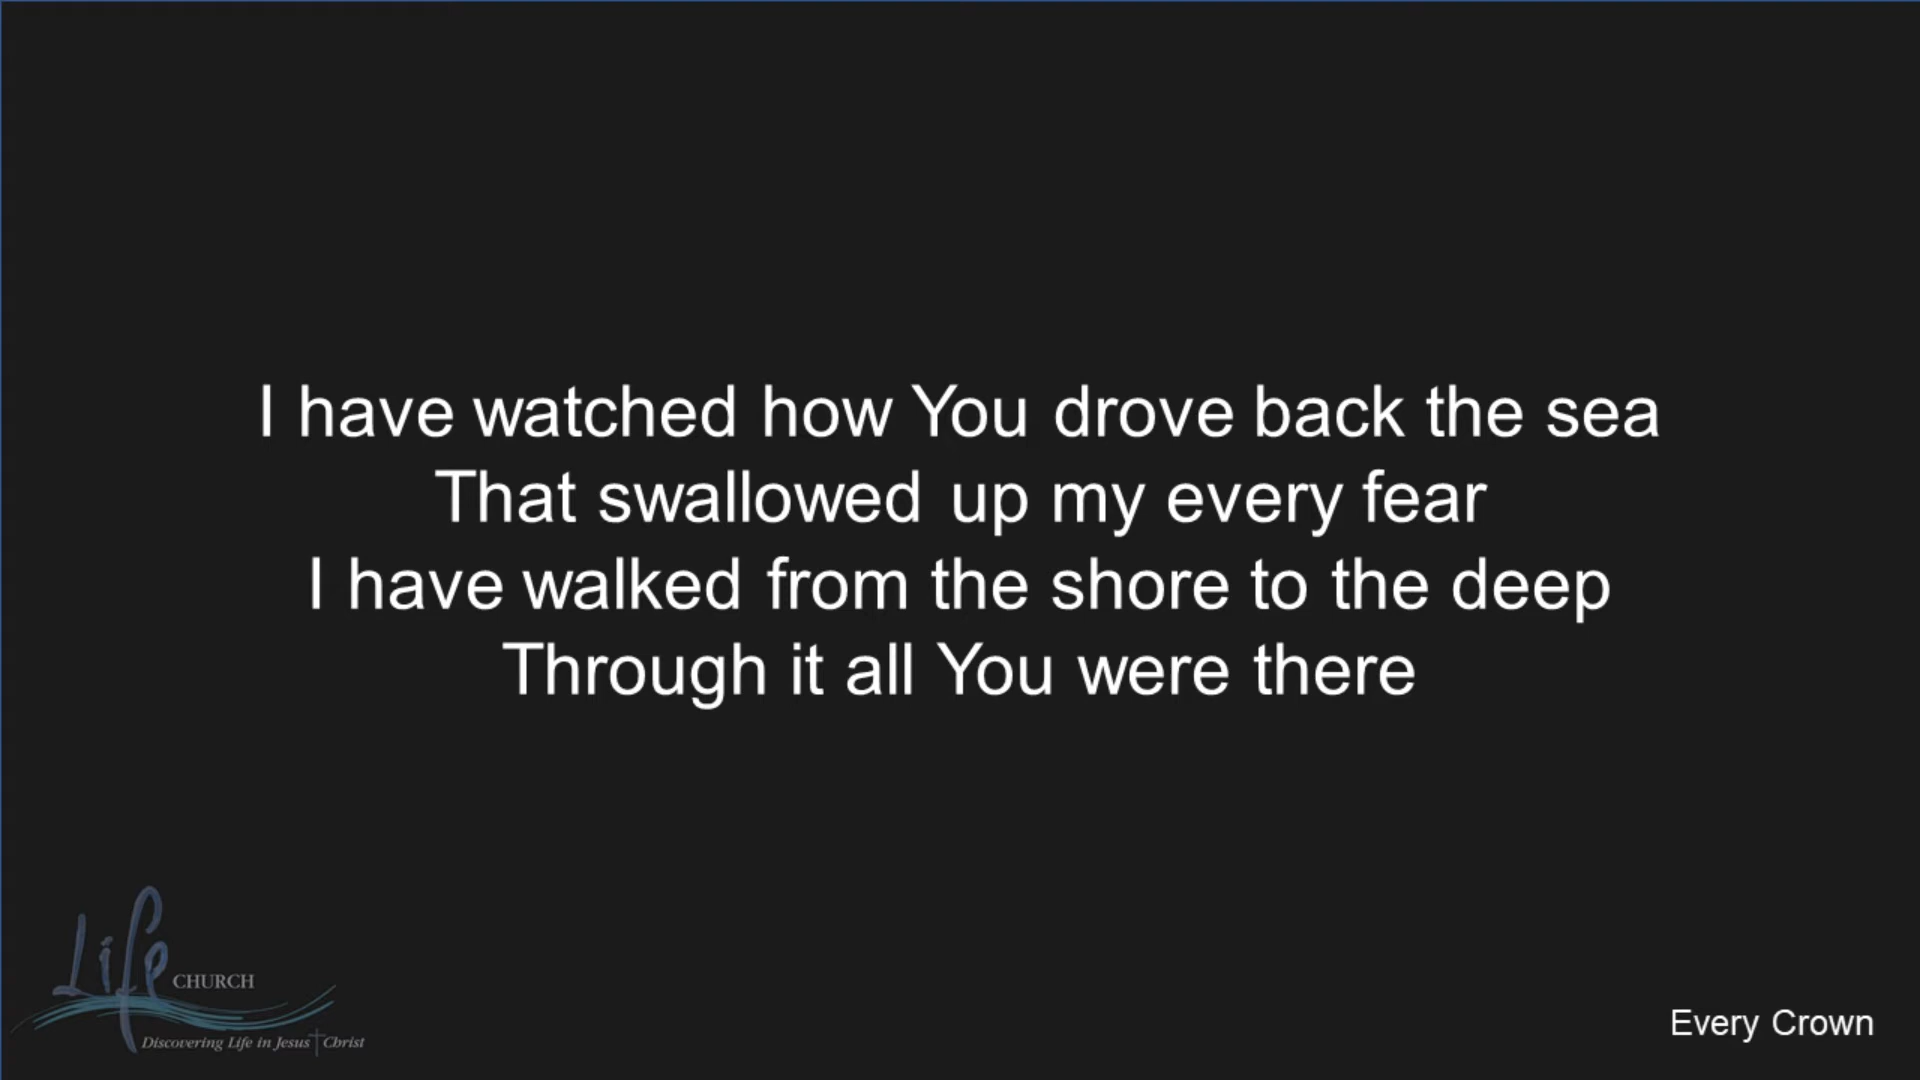 I have watched how You drove back the sea
That swallowed up my every fear
I have walked from the shore to the deep
Through it all You were there
Life CHURCH
Discovering Life in Jesus Christ
Every Crown